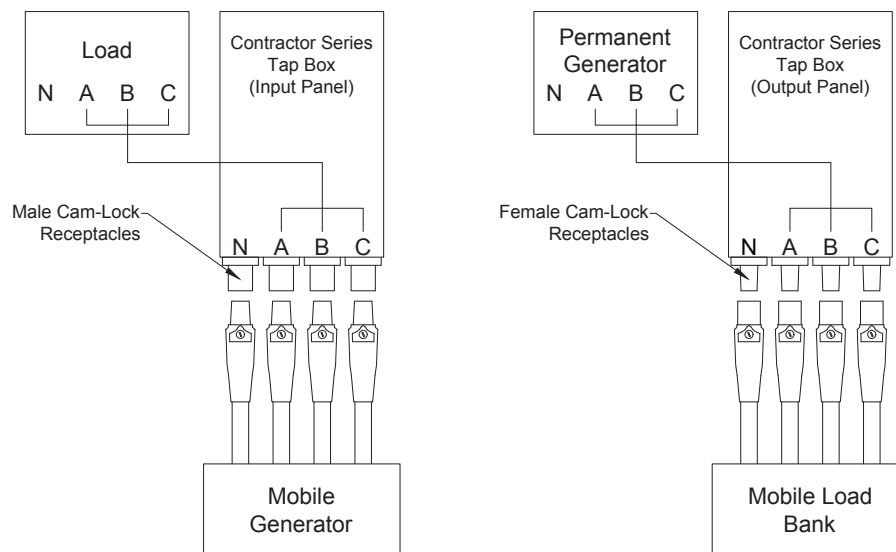 Load
N A B C
Contractor Series
Tap Box
(Input Panel)
Male Cam-Lock
Receptacles
N A B C
Mobile
Generator
Permanent
Generator
N A B C
Contractor Series
Tap Box
(Output Panel)
Female Cam-Lock
Receptacles
N A B C
Mobile Load
Bank